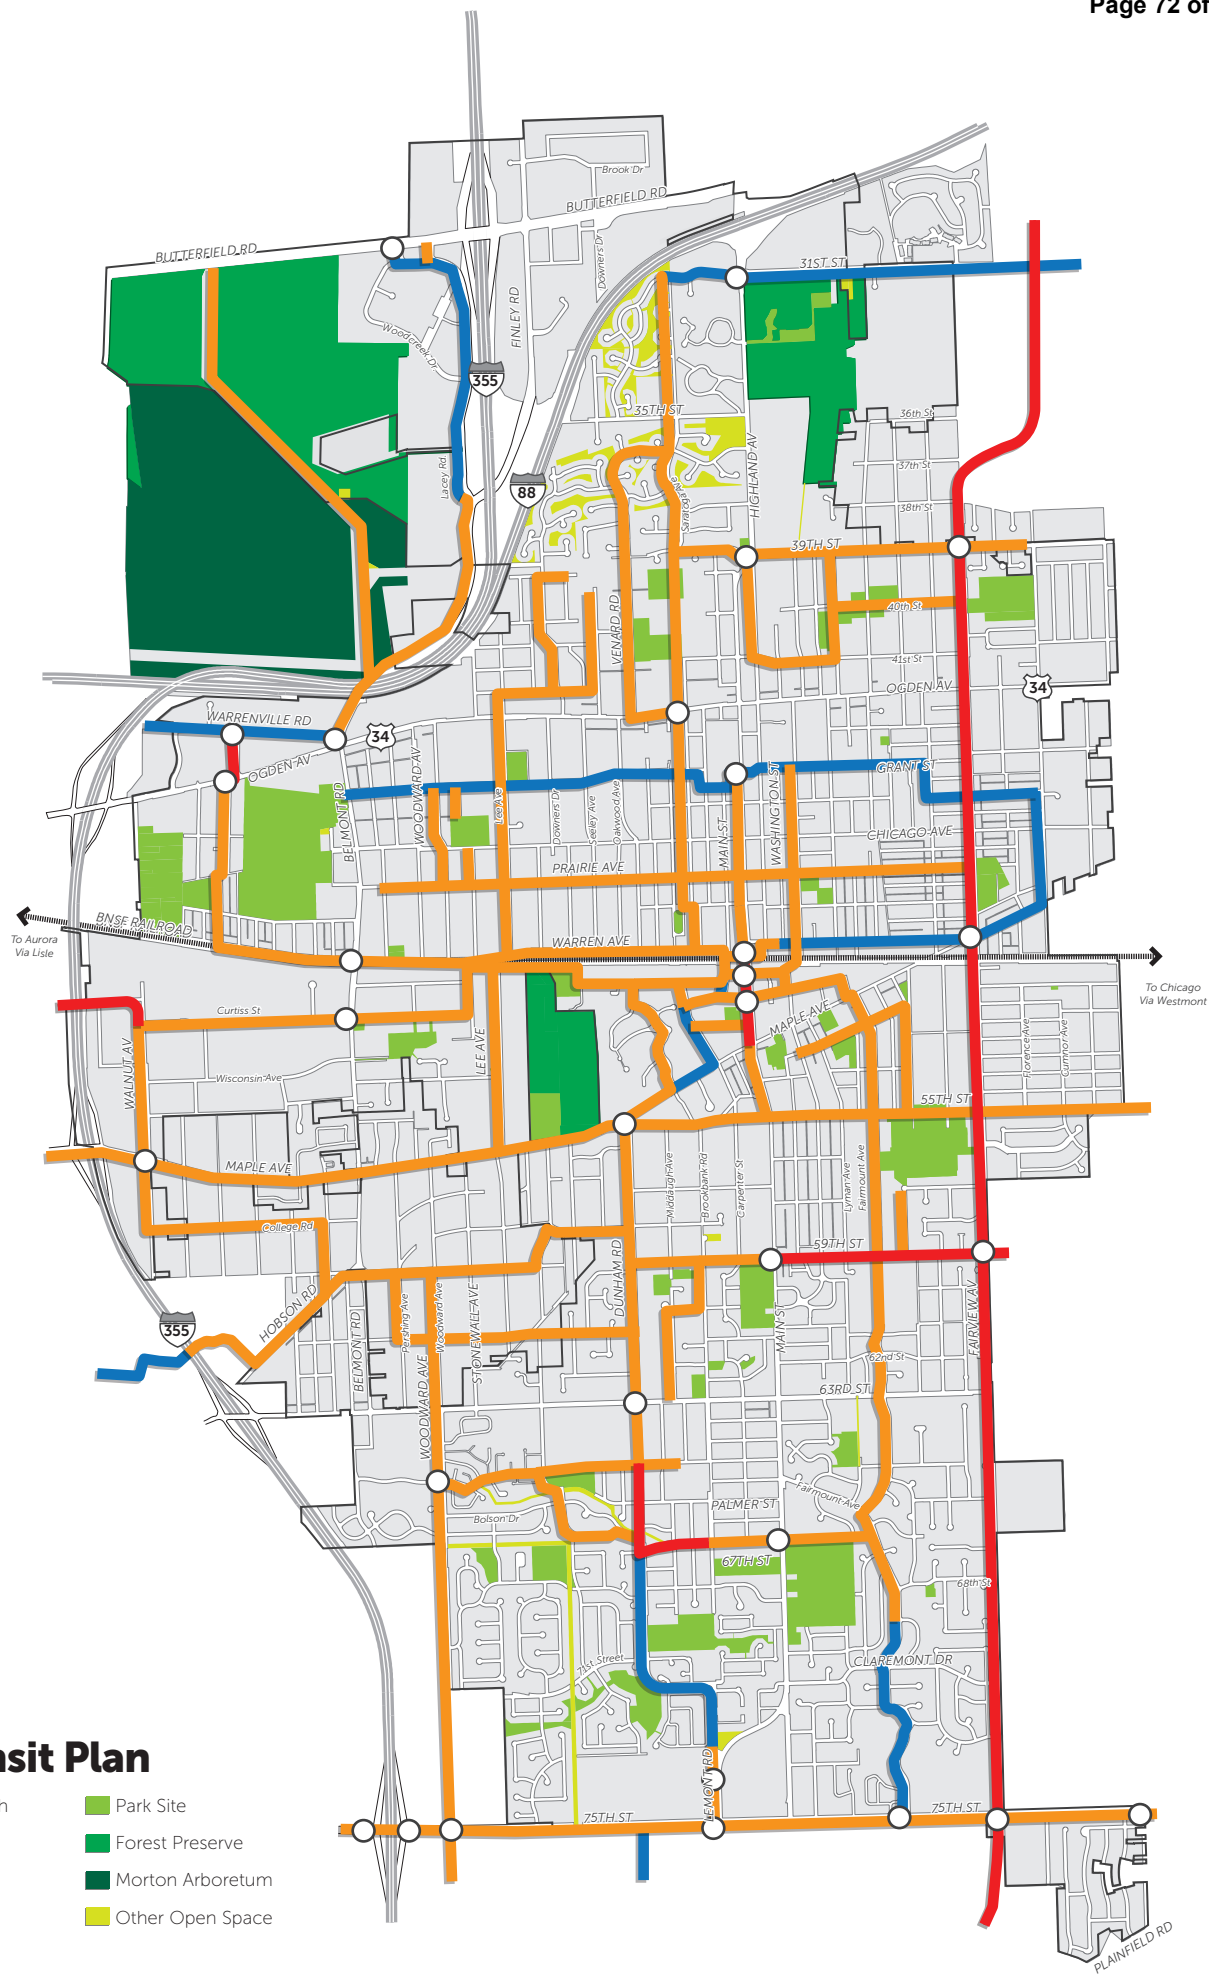 Page 72 of
Brook Dr
BUTTERFIELD RD
BUTTERFIELD RD
Downers Dr
31ST ST
FINLEY RD
Woodcreek Dr
355
35TH ST
36th St
HIGHLAND AV
37th St
Lacey Rd
88
Saratoga Ave
38th St
39TH ST
VENARD RD
40th St
41st St
OGDEN AV
34
WARRENVILLE RD
34
OGDEN AV
WOODWARD AV
BELMONT RD
GRANT ST
WASHINGTON ST
Lee Ave
Downers Dr
Seeley Ave
Oakwood Ave
MAIN ST
CHICAGO AVE
PRAIRIE AVE
BNSF RAILROAD
To Aurora
Via Lisle
WARREN AVE
To Chicago
Via Westmont
Curtiss St
MAPLE AVE
LEE AVE
WALNUT AV
Florence Ave
Cumnor Ave
Wisconsin Ave
55TH ST
MAPLE AVE
Middaugh Ave
Brookbank Rd
Carpenter St
Lyman Ave
Fairmount Ave
College Rd
59TH ST
DUNHAM RD
HOBSON RD
355
BELMONT RD
Pershing Ave
Woodward Ave
STONEWALL AVE
MAIN ST
FAIRVIEW AV
62nd St
WOODWARD AVE
63RD ST
Fairmount Ave
PALMER ST
Bolson Dr
67TH ST
68th St
71st Street
CLAREMONT DR
LEMONT RD
nsit Plan
h
Park Site
75TH ST
75TH ST
Forest Preserve
Morton Arboretum
Other Open Space
PLAINFIELD RD